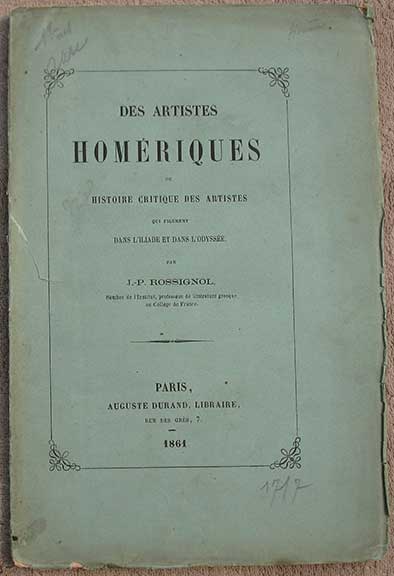 DES ARTISTES
HOMÉRIQUES
OU
HISTOIRE CRITIQUE DES ARTISTES
QUI FIGURENT
DANS L'ILIADE ET DANS L'ODYSSÉE,
PAR
J.-P. ROSSIGNOL,
Membre de l'Institut, professeur de littérature grecque
au Collège de France.
PARIS,
AUGUSTE DURAND, LIBRAIRE,
RUE DES GRÈS, 7.
1861
1717